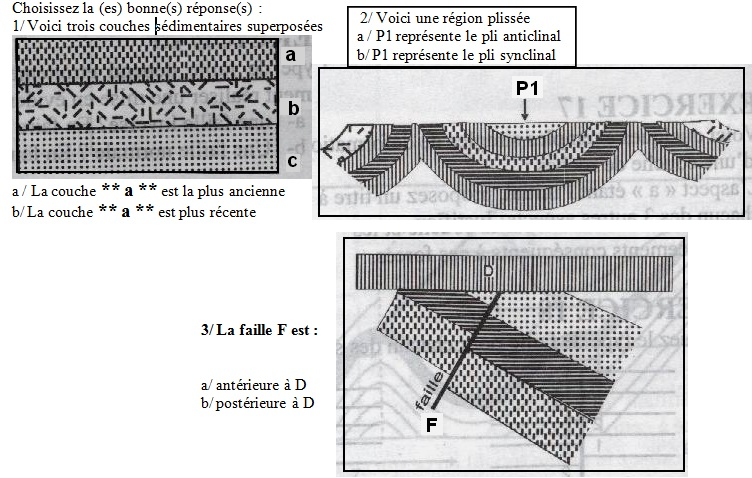 Choisissez la (es) bonne(s) réponse(s) :
1/ Voici trois couches sédimentaires superposées
a
b
c
a / La couche ** a ** est la plus ancienne
b/ La couche ** a ** est plus récente
2/ Voici une région plissée
a / P1 représente le pli anticlinal
b/ P1 représente le pli synclinal
P1
3/ La faille F est :
a/ antérieure à D
b/ postérieure à D
D
faille
F